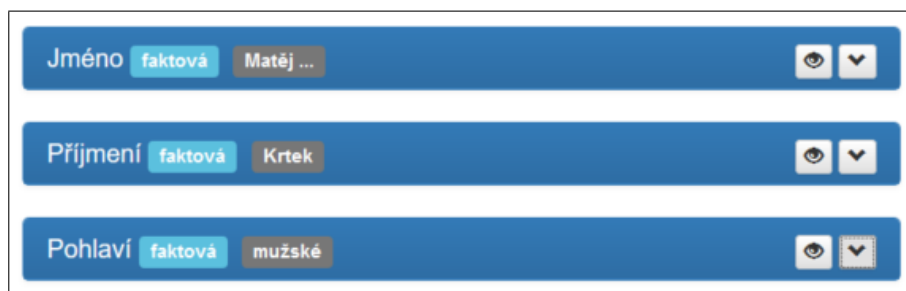 Jméno faktová Matěj ...
Příjmení faktová Krtek
Pohlaví faktová mužské